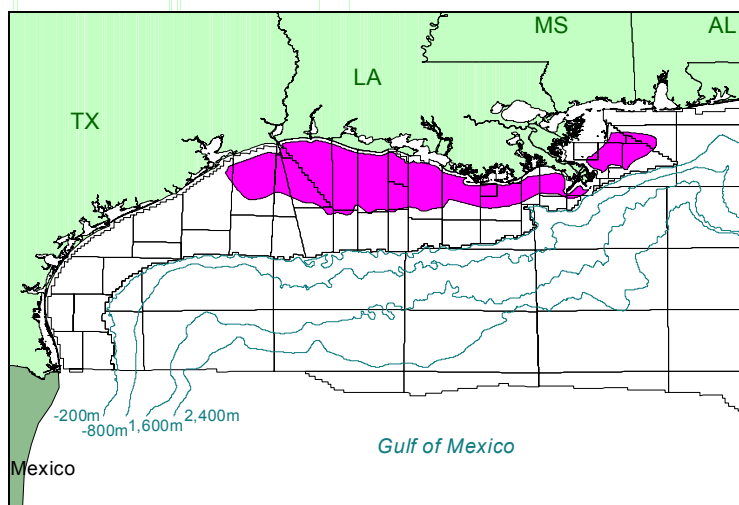 MS
AL
LA
TX
-200m
-800m
1,600m
2,400m
Gulf of Mexico
Mexico